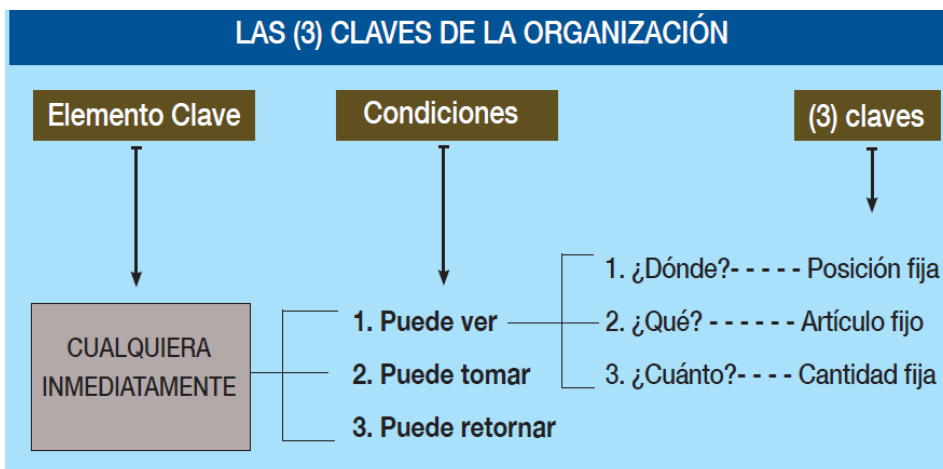 LAS (3) CLAVES DE LA ORGANIZACIÓN
Elemento Clave
Condiciones
(3) claves
CUALQUIERA
INMEDIATAMENTE
1. Puede ver
2. Puede tomar
3. Puede retornar
1. ¿Dónde?- - - - - Posición fija
2. ¿Qué? - - - - - - Artículo fijo
3. ¿Cuánto?- - - - Cantidad fija